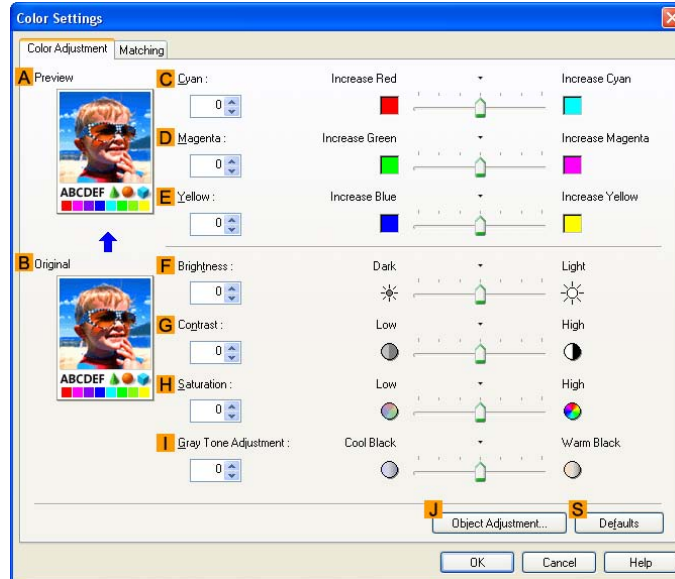 Color Settings
Color Adjustment Matching
A Preview
ABCDEF
C Cyan : Increase Red Increase Cyan
0
D Magenta : Increase Green Increase Magenta
0
E Yellow : Increase Blue Increase Yellow
0
B Original
ABCDEF
F Brightness : Dark Light
0
G Contrast : Low High
0
H Saturation : Low High
0
I Gray Tone Adjustment : Cool Black Warm Black
0
J Object Adjustment... S Defaults
OK Cancel Help